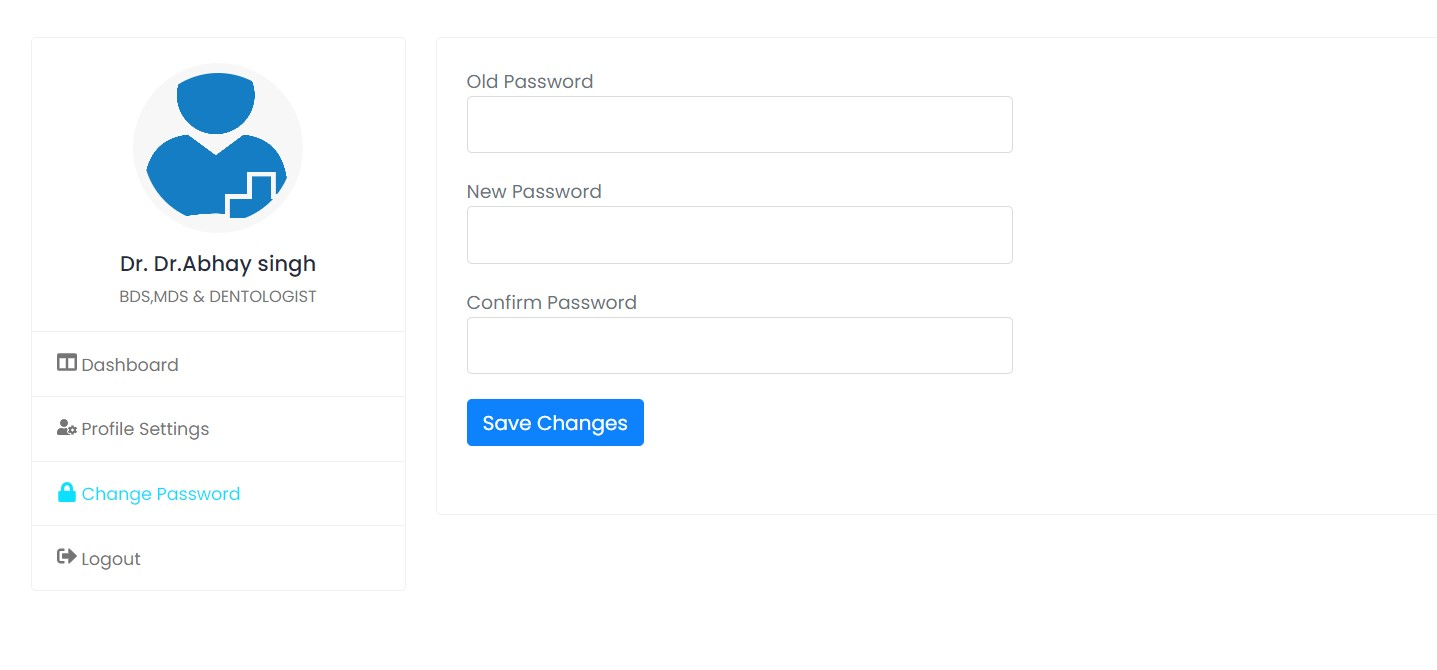 Dr. Dr.Abhay singh
BDS,MDS & DENTOLOGIST
Dashboard
Profile Settings
Change Password
Logout
Old Password
New Password
Confirm Password
Save Changes